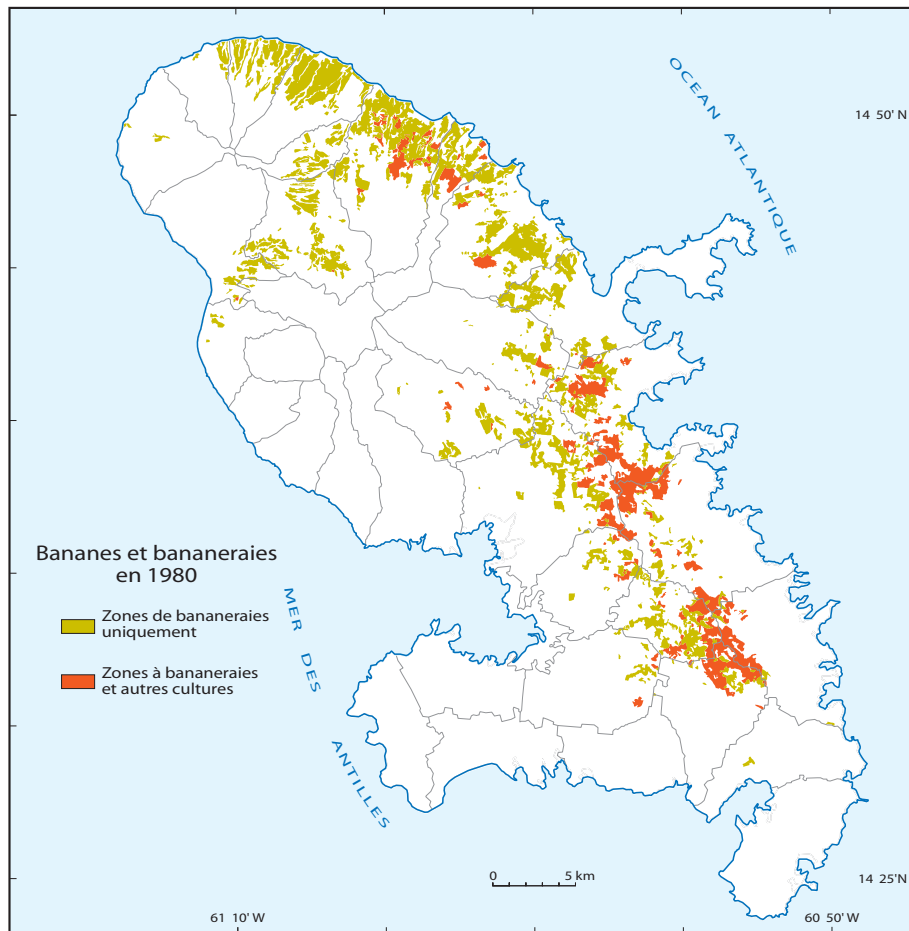 OCEAN ATLANTIQUE
14 50' N
Bananes et bananeraies
en 1980
Zones de bananeraies
uniquement
Zones à bananeraies
et autres cultures
MER DES ANTILLES
0 5 km
14 25'N
61 10' W
60 50' W